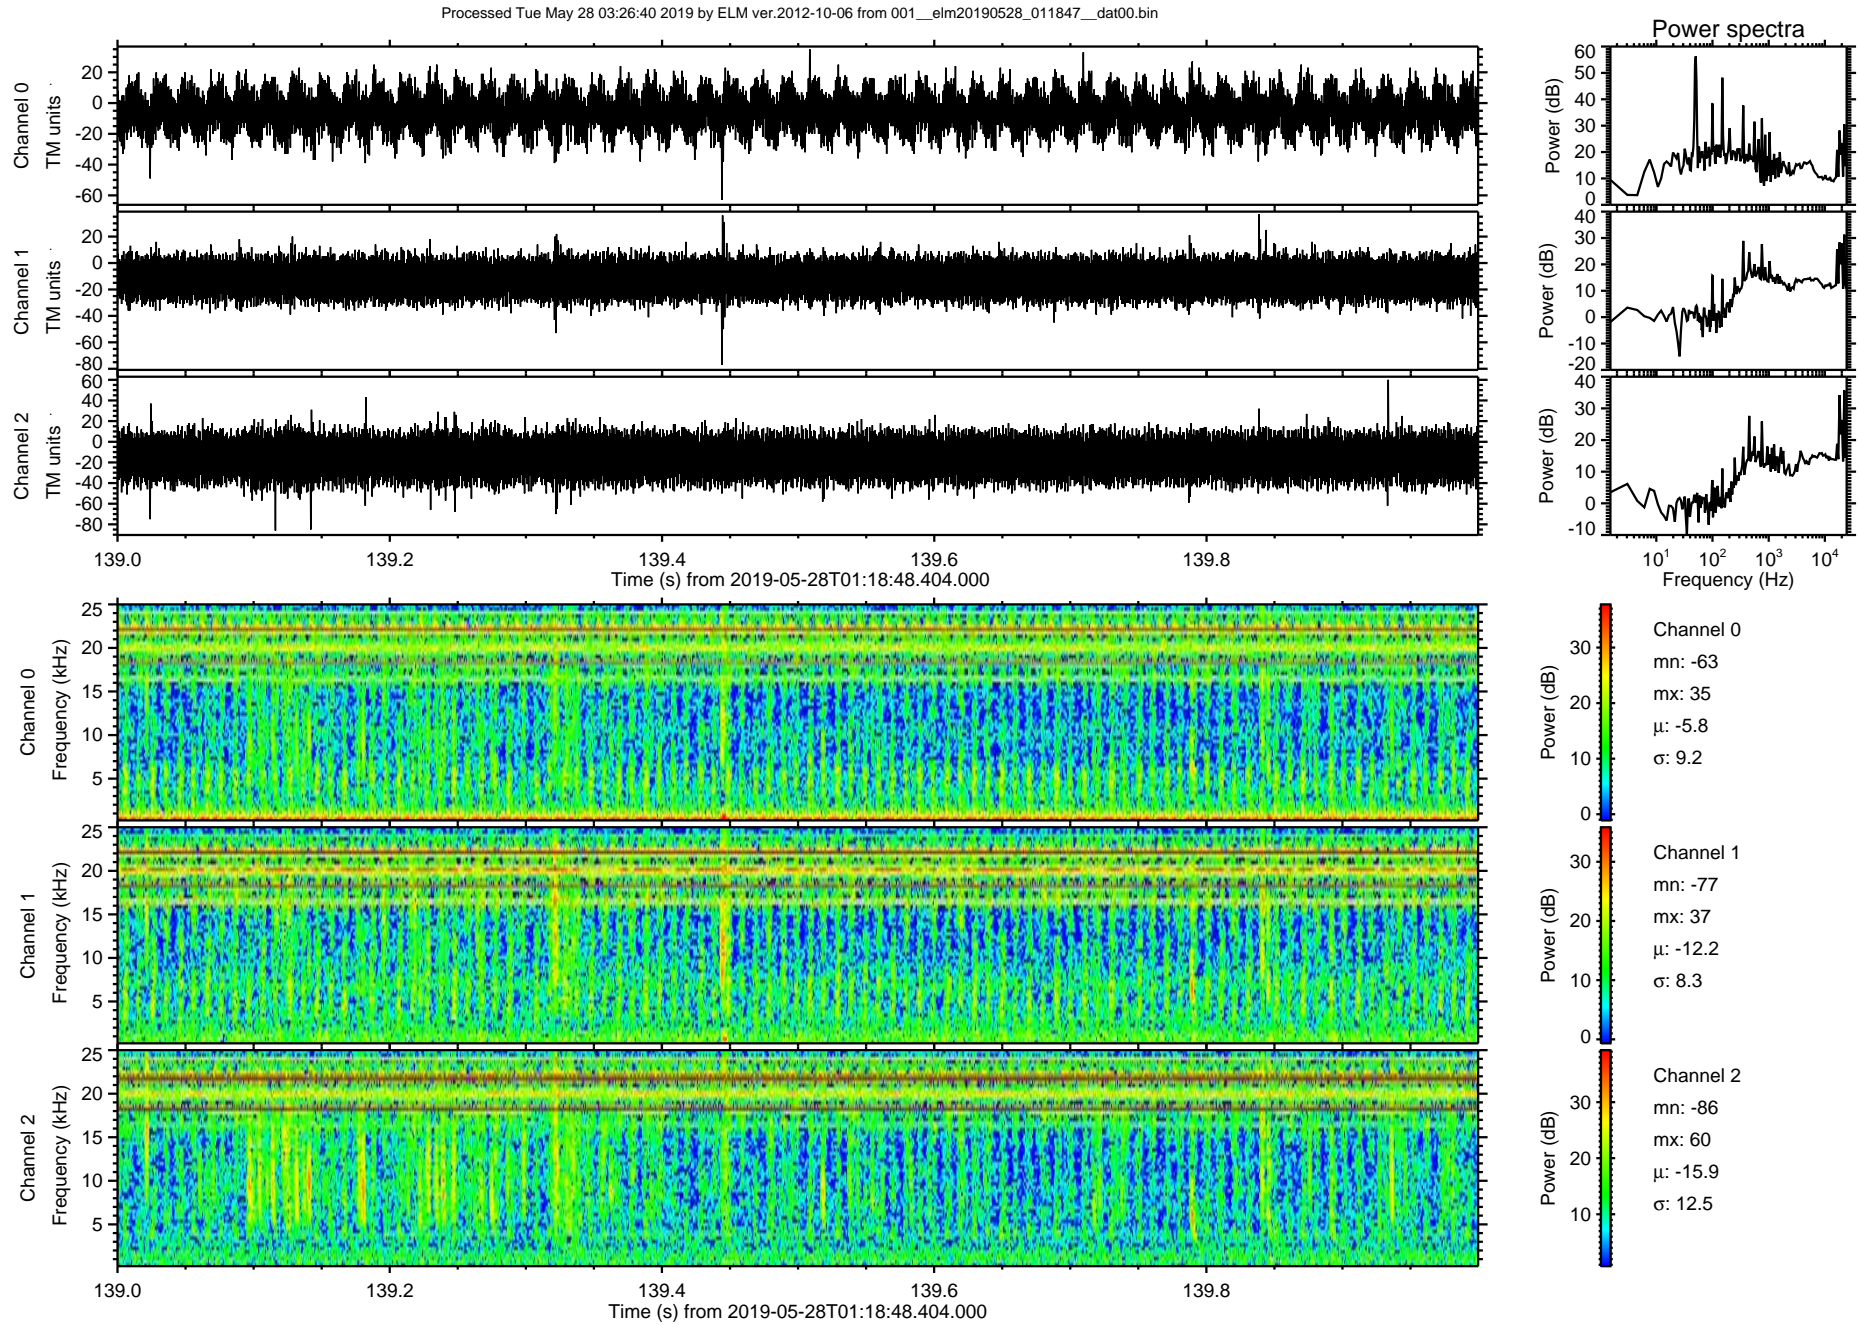 Processed Tue May 28 03:26:40 2019 by ELM ver.2012-10-06 from 001__elm20190528_011847__dat00.bin
Power spectra
Channel 0
TM units
20
0
-20
-40
-60
Power (dB)
60
50
40
30
20
10
0
Channel 1
TM units
20
0
-20
-40
-60
-80
Power (dB)
40
30
20
10
0
-10
-20
Channel 2
TM units
60
40
20
0
-20
-40
-60
-80
Power (dB)
40
30
20
10
0
-10
139.0 139.2 139.4 139.6 139.8
Time (s) from 2019-05-28T01:18:48.404.000
10¹ 10² 10³ 10⁴
Frequency (Hz)
Channel 0
Frequency (kHz)
25
20
15
10
5
Power (dB)
30
20
10
0
Channel 0
mn: -63
mx: 35
µ: -5.8
σ: 9.2
Channel 1
Frequency (kHz)
25
20
15
10
5
Power (dB)
30
20
10
0
Channel 1
mn: -77
mx: 37
µ: -12.2
σ: 8.3
Channel 2
Frequency (kHz)
25
20
15
10
5
Power (dB)
30
20
10
Channel 2
mn: -86
mx: 60
µ: -15.9
σ: 12.5
139.0 139.2 139.4 139.6 139.8
Time (s) from 2019-05-28T01:18:48.404.000